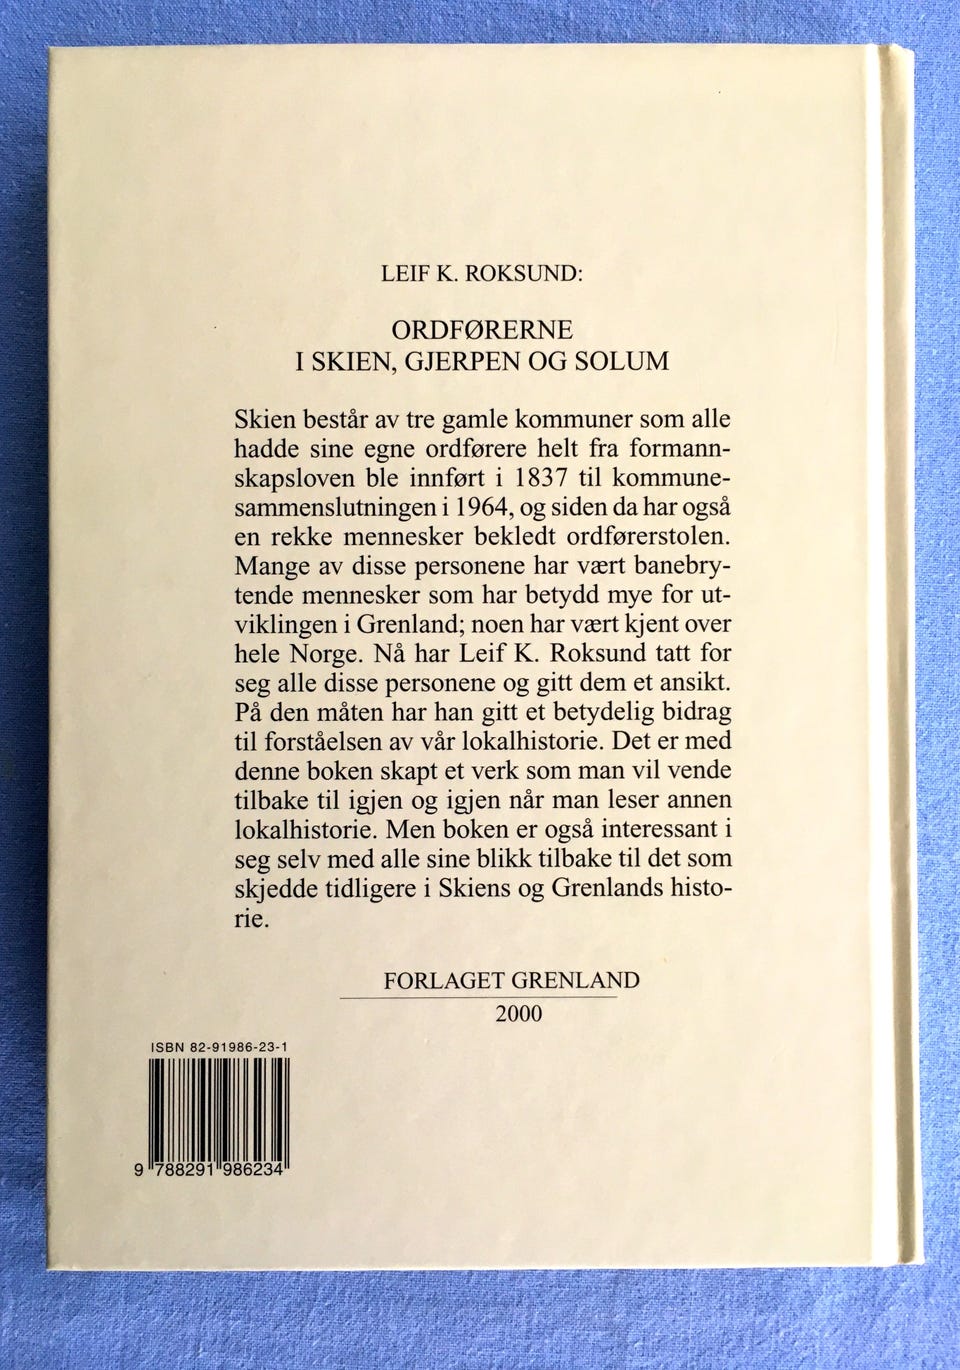 LEIF K. ROKSUND:
ORDFØRERNE
I SKIEN, GJERPEN OG SOLUM
Skien består av tre gamle kommuner som alle
hadde sine egne ordførere helt fra formann-
skapsloven ble innført i 1837 til kommune-
sammenslutningen i 1964, og siden da har også
en rekke mennesker bekledt ordførerstolen.
Mange av disse personene har vært banebry-
tende mennesker som har betydd mye for ut-
viklingen i Grenland; noen har vært kjent over
hele Norge. Nå har Leif K. Roksund tatt for
seg alle disse personene og gitt dem et ansikt.
På den måten har han gitt et betydelig bidrag
til forståelsen av vår lokalhistorie. Det er med
denne boken skapt et verk som man vil vende
tilbake til igjen og igjen når man leser annen
lokalhistorie. Men boken er også interessant i
seg selv med alle sine blikk tilbake til det som
skjedde tidligere i Skiens og Grenlands histo-
rie.
FORLAGET GRENLAND
2000
ISBN 82-91986-23-1
9 788291 986234